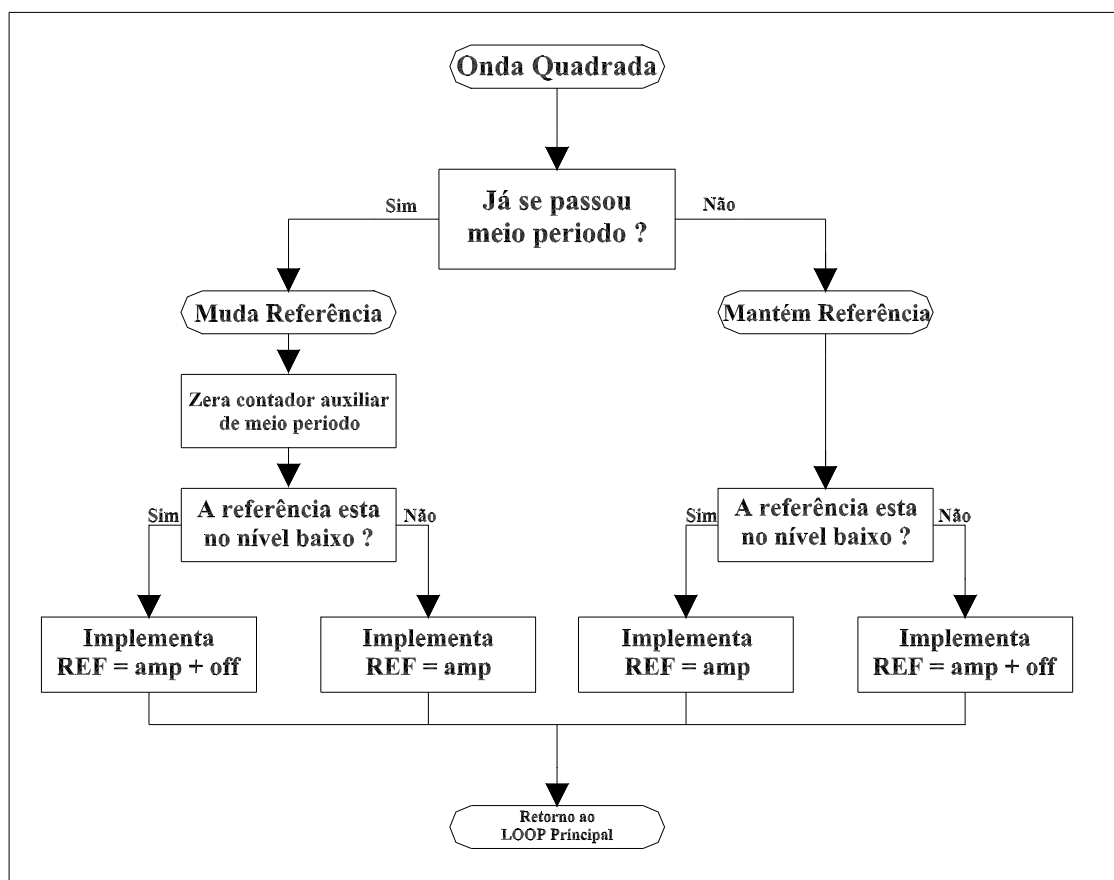 Onda Quadrada
Já se passou
meio periodo ?
Sim
Não
Muda Referência
Mantém Referência
Zera contador auxiliar
de meio periodo
A referência esta
no nível baixo ?
Sim
Não
A referência esta
no nível baixo ?
Sim
Não
Implementa
REF = amp + off
Implementa
REF = amp
Implementa
REF = amp
Implementa
REF = amp + off
Retorno ao
LOOP Principal